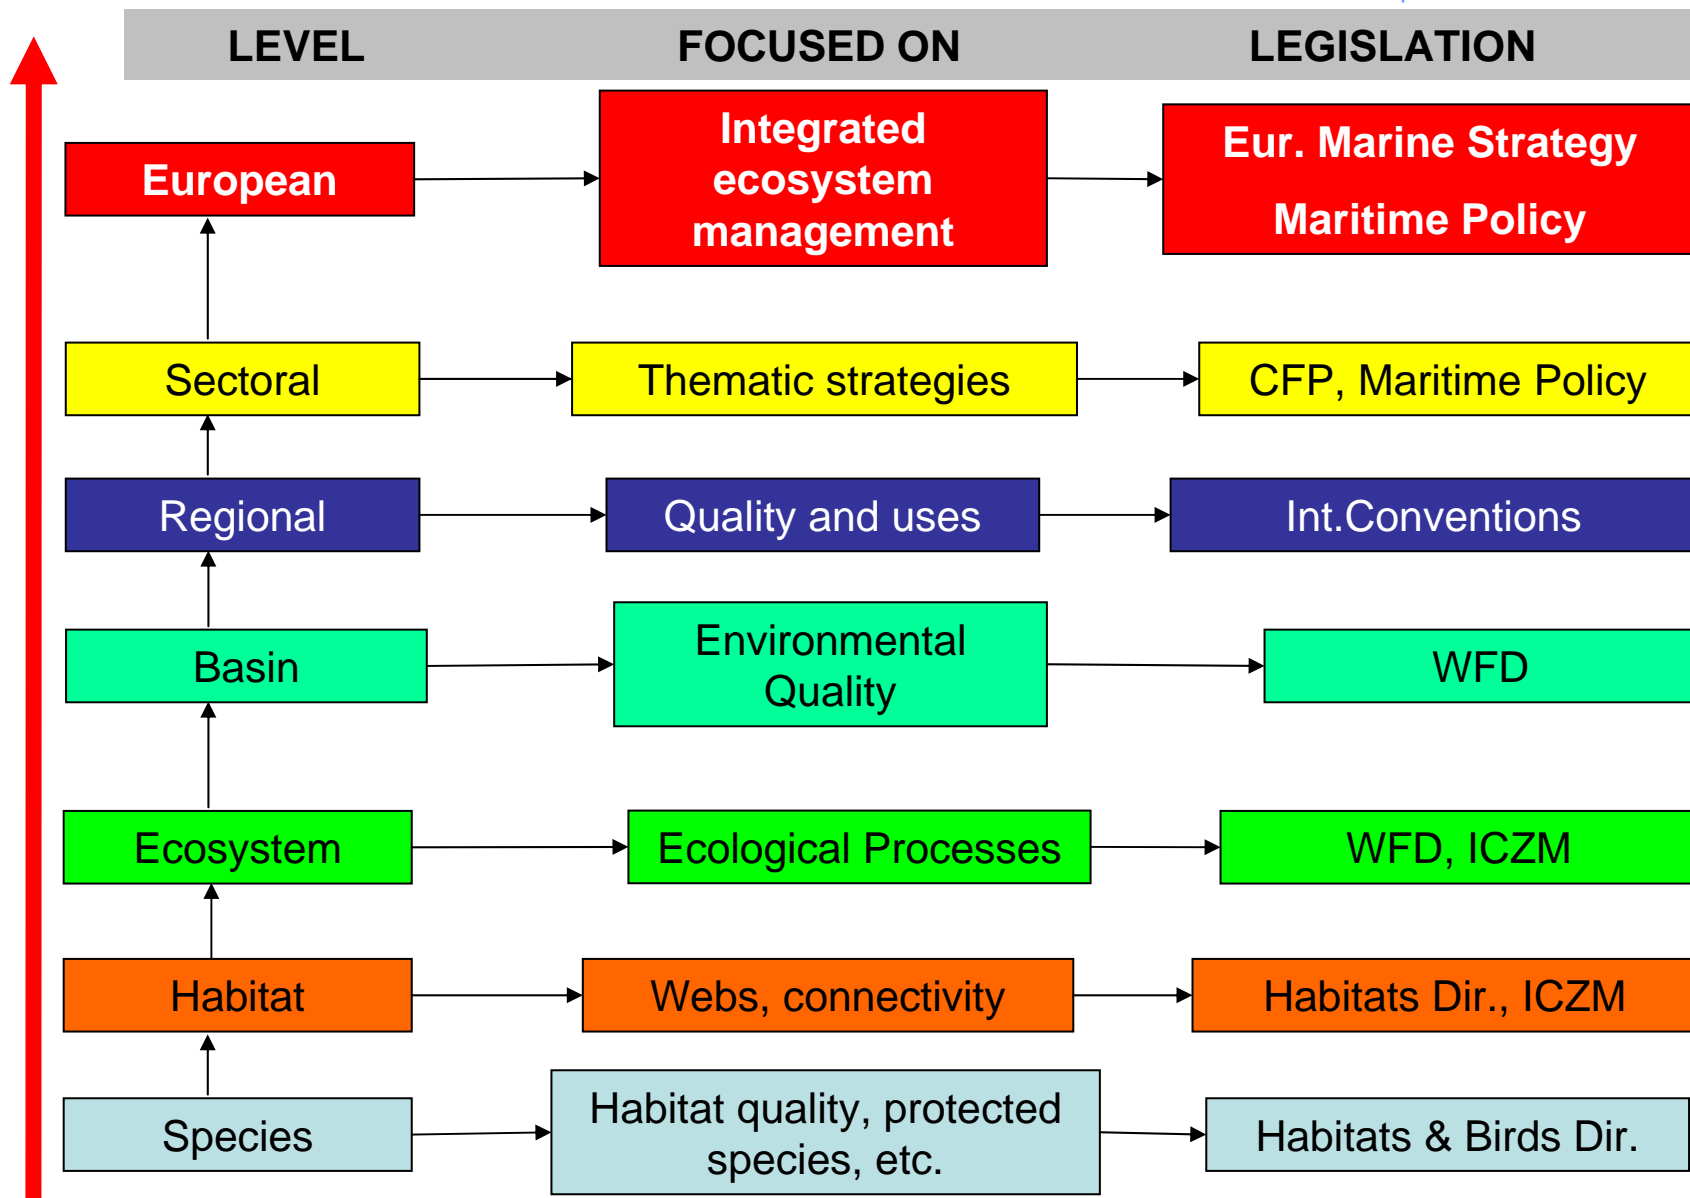 LEVEL FOCUSED ON LEGISLATION
European
Integrated
ecosystem
management
Eur. Marine Strategy
Maritime Policy
Sectoral
Thematic strategies
CFP, Maritime Policy
Regional
Quality and uses
Int.Conventions
Basin
Environmental
Quality
WFD
Ecosystem
Ecological Processes
WFD, ICZM
Habitat
Webs, connectivity
Habitats Dir., ICZM
Species
Habitat quality, protected
species, etc.
Habitats & Birds Dir.